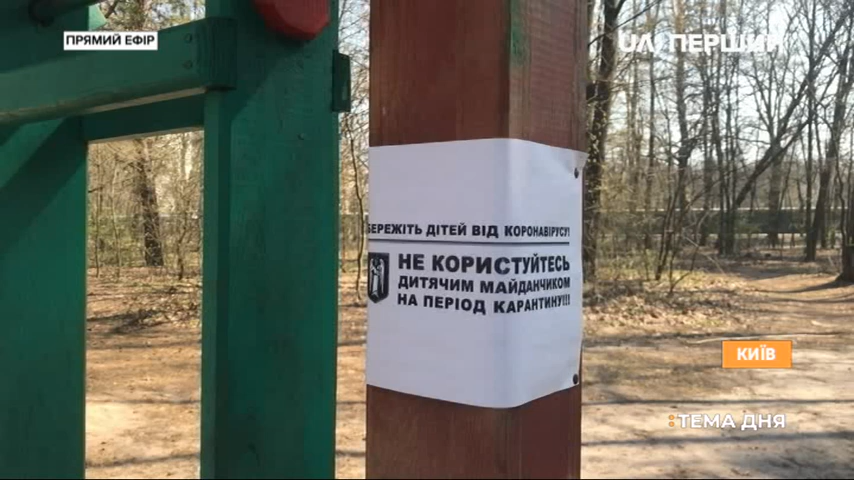 ПРЯМИЙ ЕФІР
UA: ПЕРШИЙ
БЕРЕЖІТЬ ДІТЕЙ ВІД КОРОНАВІРУСУ!
НЕ КОРИСТУЙТЕСЬ
ДИТЯЧИМ МАЙДАНЧИКОМ
НА ПЕРІОД КАРАНТИНУ!!!
КИЇВ
:ТЕМА ДНЯ